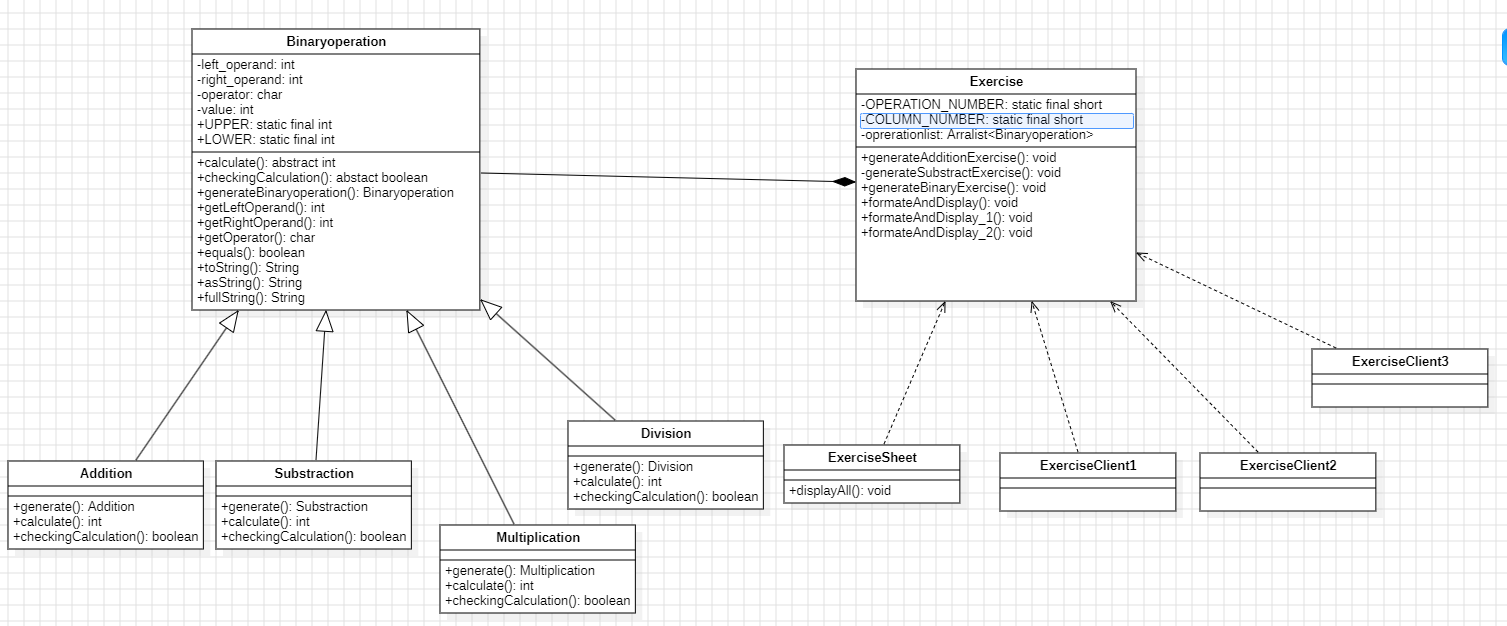 Binaryoperation
-left_operand: int
-right_operand: int
-operator: char
-value: int
+UPPER: static final int
+LOWER: static final int
+calculate(): abstract int
+checkingCalculation(): abstact boolean
+generateBinaryoperation(): Binaryoperation
+getLeftOperand(): int
+getRightOperand(): int
+getOperator(): char
+equals(): boolean
+toString(): String
+asString(): String
+fullString(): String
Exercise
-OPERATION_NUMBER: static final short
-COLUMN_NUMBER: static final short
-oprerationlist: Arralist<Binaryoperation>
+generateAdditionExercise(): void
-generateSubstractExercise(): void
+generateBinaryExercise(): void
+formateAndDisplay(): void
+formateAndDisplay_1(): void
+formateAndDisplay_2(): void
ExerciseClient3
Addition
+generate(): Addition
+calculate(): int
+checkingCalculation(): boolean
Substraction
+generate(): Substraction
+calculate(): int
+checkingCalculation(): boolean
Multiplication
+generate(): Multiplication
+calculate(): int
+checkingCalculation(): boolean
Division
+generate(): Division
+calculate(): int
+checkingCalculation(): boolean
ExerciseSheet
+displayAll(): void
ExerciseClient1
ExerciseClient2